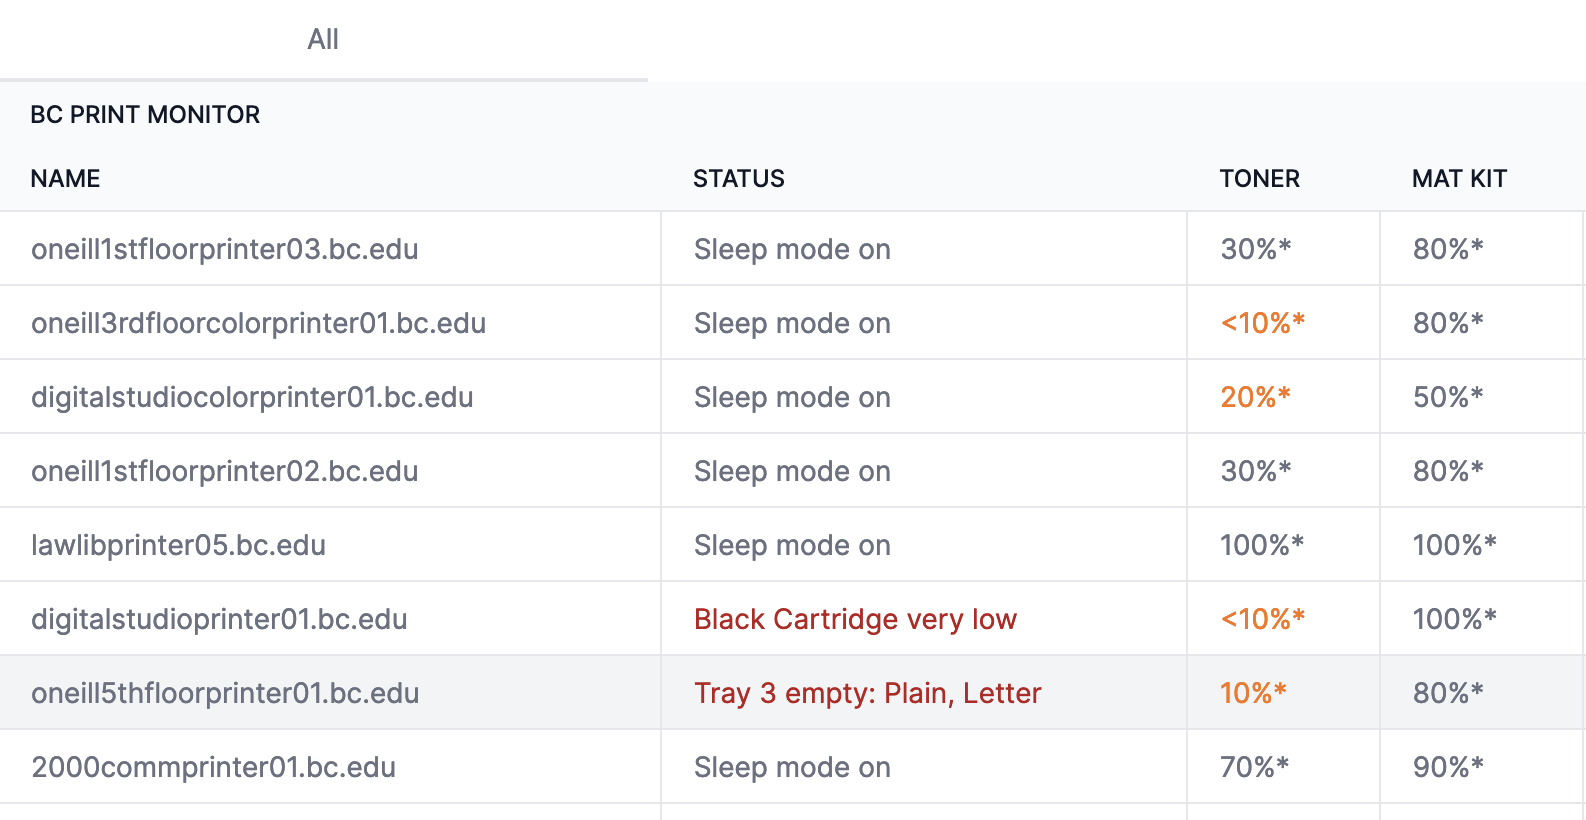 All
BC PRINT MONITOR
NAME STATUS TONER MAT KIT
oneill1stfloorprinter03.bc.edu Sleep mode on 30%* 80%*
oneill3rdfloorcolorprinter01.bc.edu Sleep mode on <10%* 80%*
digitalstudiocolorprinter01.bc.edu Sleep mode on 20%* 50%*
oneill1stfloorprinter02.bc.edu Sleep mode on 30%* 80%*
lawlibprinter05.bc.edu Sleep mode on 100%* 100%*
digitalstudioprinter01.bc.edu Black Cartridge very low <10%* 100%*
oneill5thfloorprinter01.bc.edu Tray 3 empty: Plain, Letter 10%* 80%*
2000commprinter01.bc.edu Sleep mode on 70%* 90%*